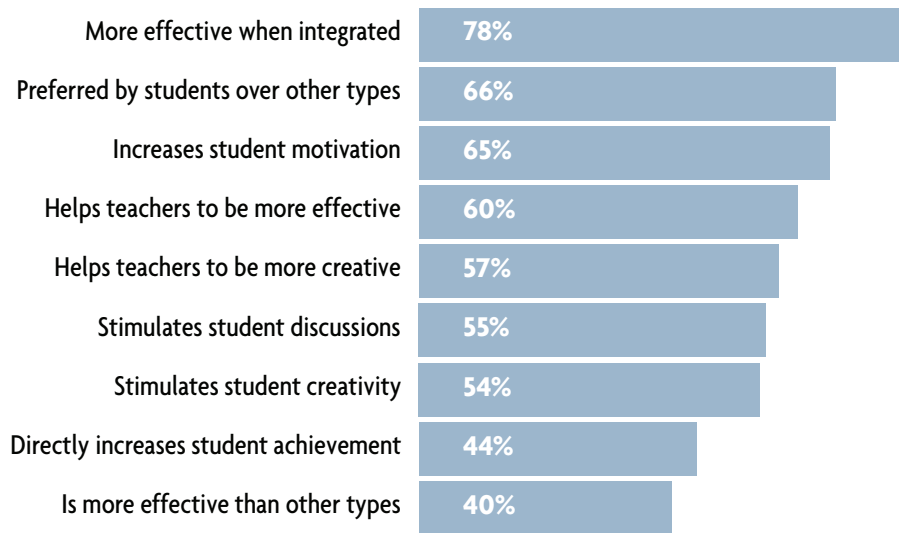 More effective when integrated 78%
Preferred by students over other types 66%
Increases student motivation 65%
Helps teachers to be more effective 60%
Helps teachers to be more creative 57%
Stimulates student discussions 55%
Stimulates student creativity 54%
Directly increases student achievement 44%
Is more effective than other types 40%